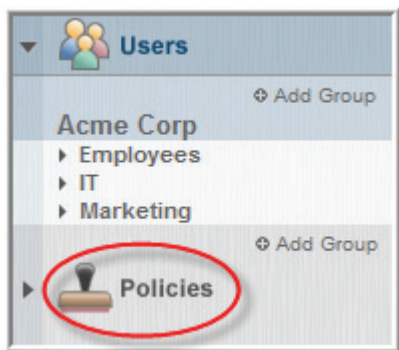 Users
Add Group
Acme Corp
Employees
IT
Marketing
Add Group
Policies